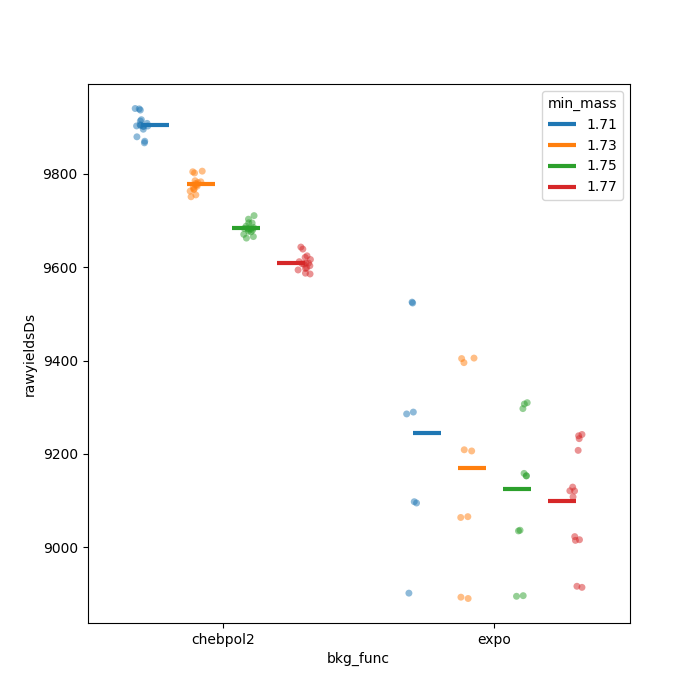 min_mass
1.71
1.73
1.75
1.77
9800
9600
9400
9200
9000
rawyieldsDs
chebpol2
expo
bkg_func